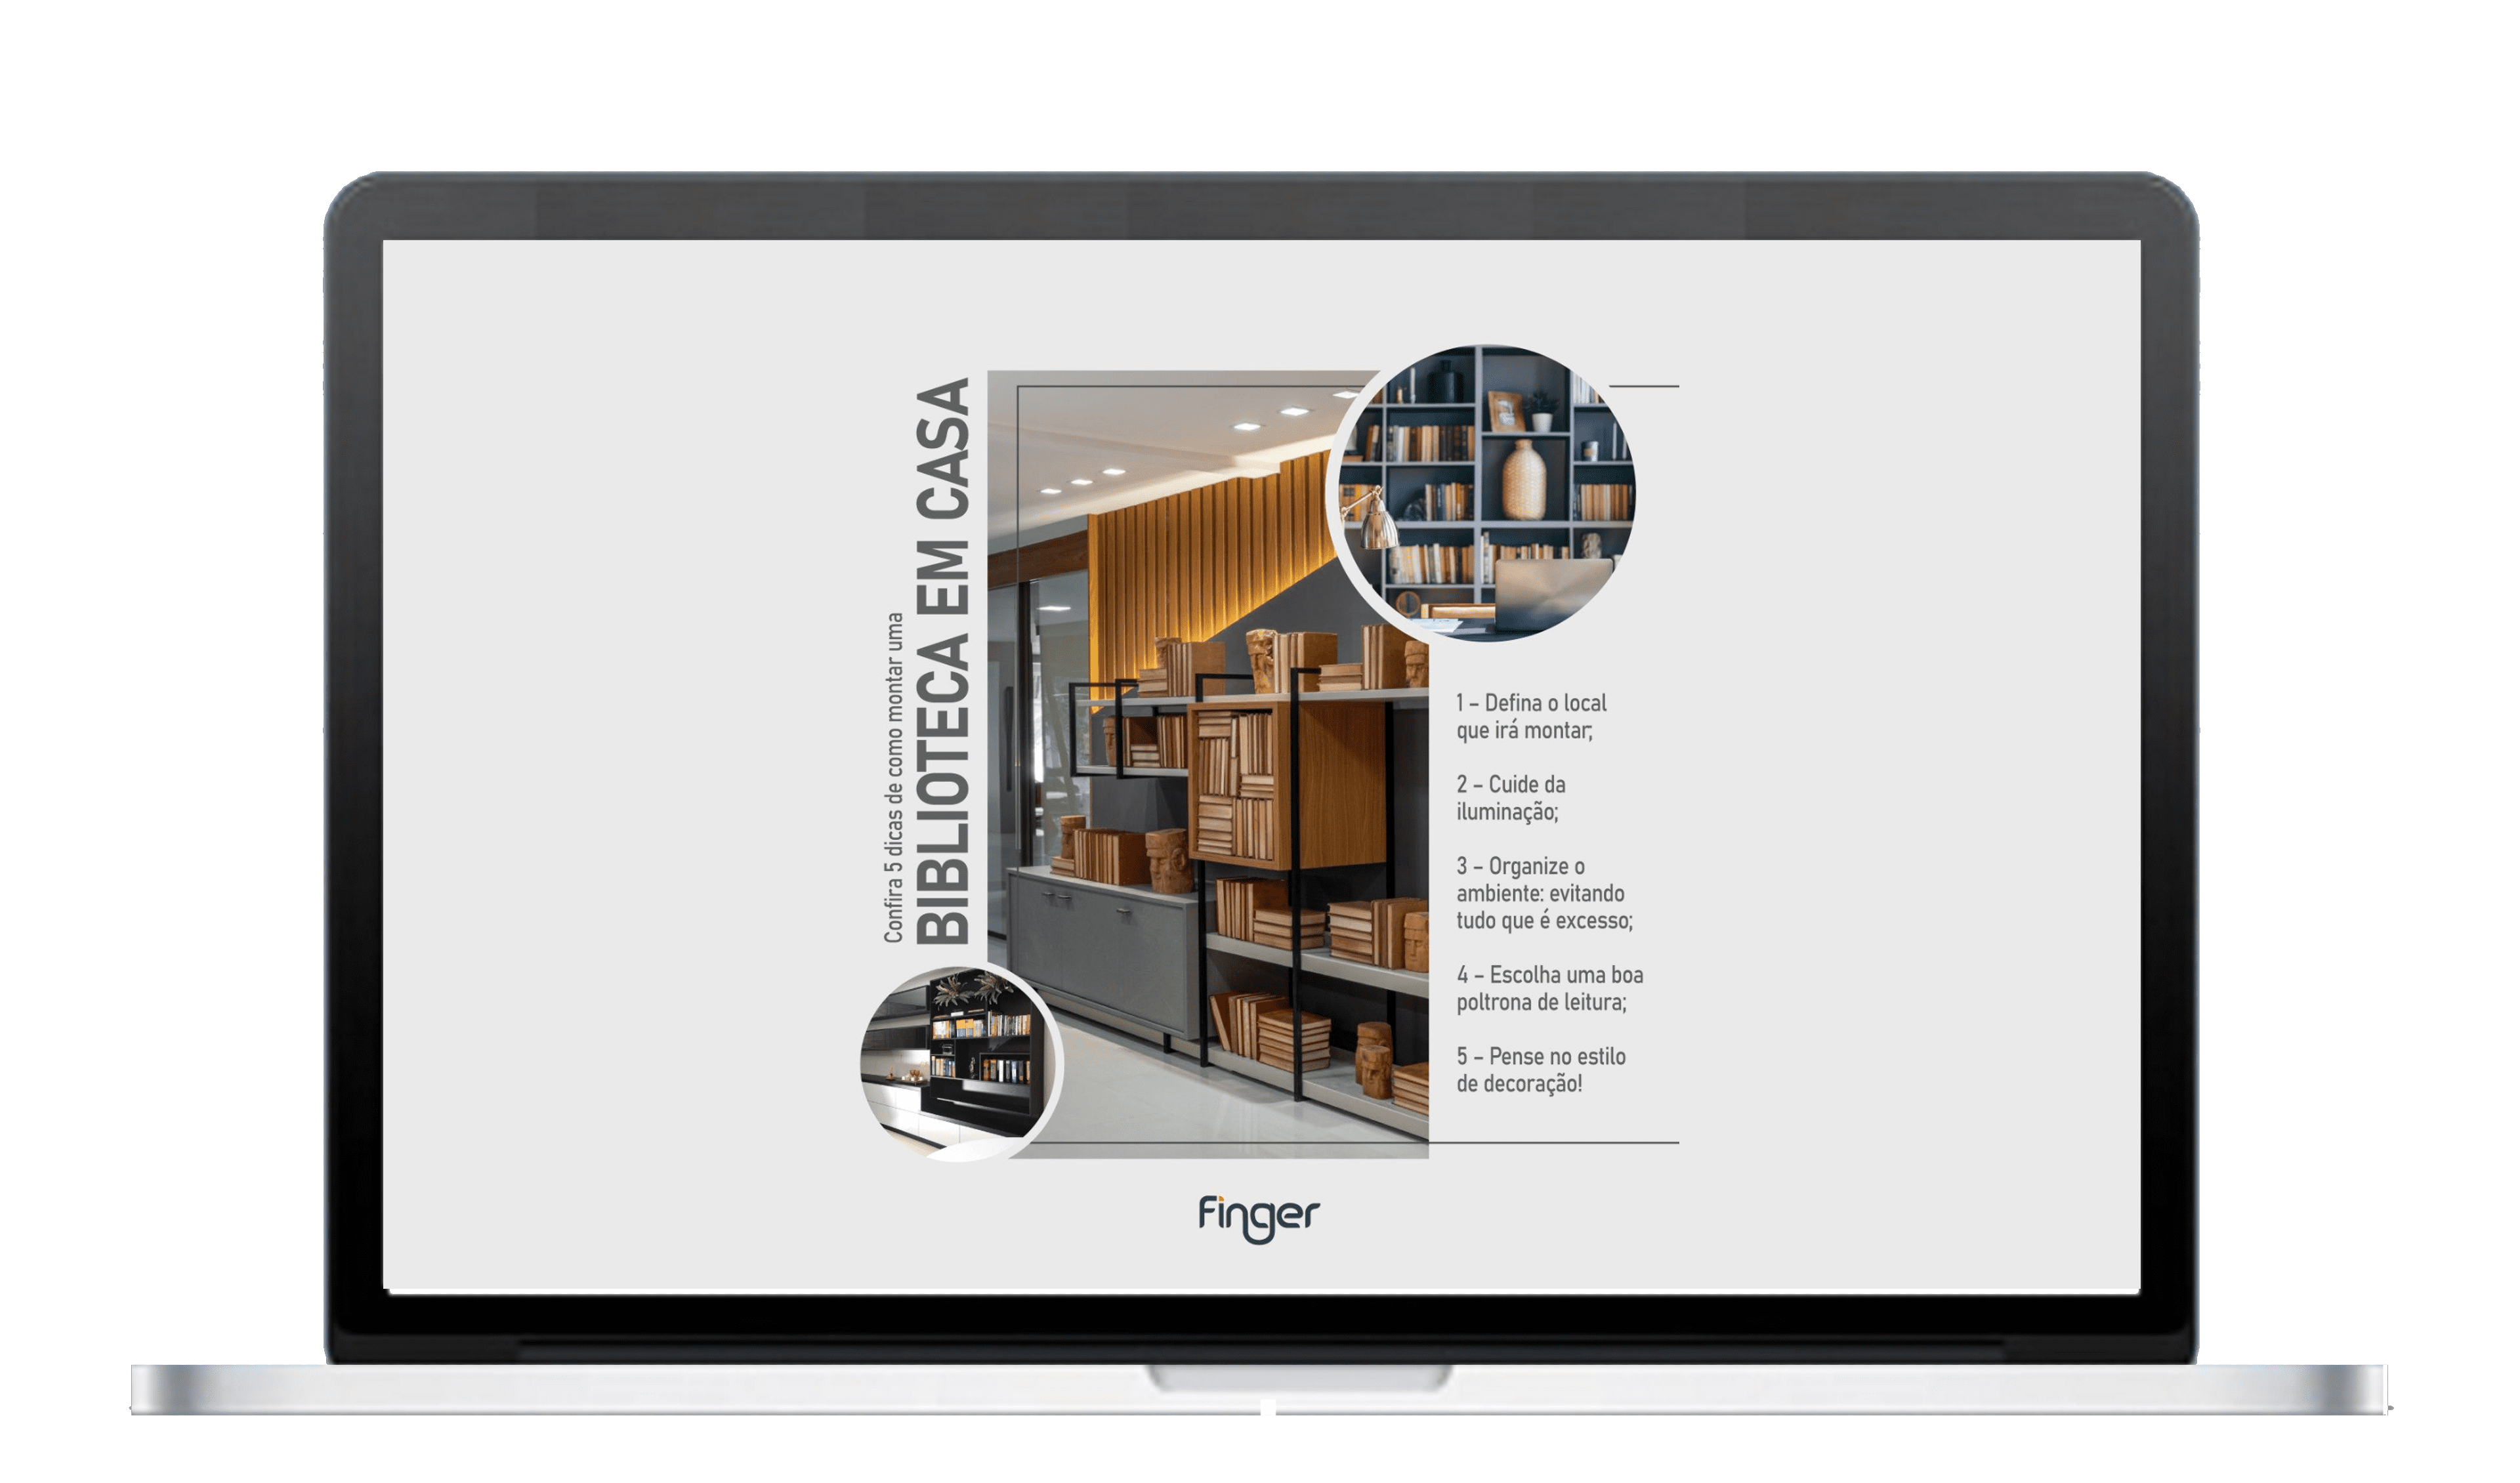 Confira 5 dicas de como montar uma
BIBLIOTECA EM CASA
1 – Defina o local
que irá montar;
2 – Cuide da
iluminação;
3 – Organize o
ambiente: evitando
tudo que é excesso;
4 – Escolha uma boa
poltrona de leitura;
5 – Pense no estilo
de decoração!
finger